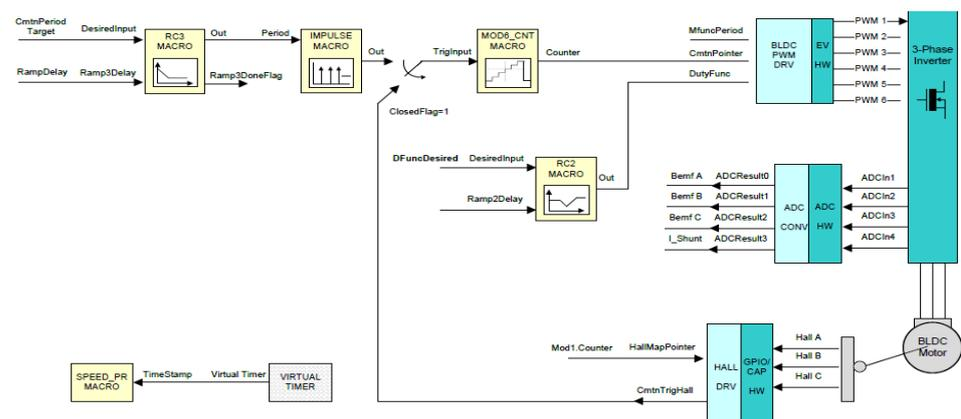 CmtnPeriod
Target
DesiredInput
RC3
MACRO
Out
Period
IMPULSE
MACRO
Out
TrigInput
MOD6_CNT
MACRO
Counter
RampDelay
Ramp3Delay
Ramp3DoneFlag
ClosedFlag=1
MfuncPeriod
CmtnPointer
DutyFunc
BLDC
PWM
DRV
EV
HW
PWM 1
PWM 2
PWM 3
PWM 4
PWM 5
PWM 6
3-Phase
Inverter
DFuncDesired
DesiredInput
RC2
MACRO
Out
Ramp2Delay
Bemf A ADCResult0
Bemf B ADCResult1
Bemf C ADCResult2
I_Shunt ADCResult3
ADC
CONV
ADC
HW
ADCIn1
ADCIn2
ADCIn3
ADCIn4
BLDC
Motor
Mod1.Counter
HallMapPointer
CmtnTrigHall
HALL
DRV
GPIO/
CAP
HW
Hall A
Hall B
Hall C
SPEED_PR
MACRO
TimeStamp
Virtual Timer
VIRTUAL
TIMER